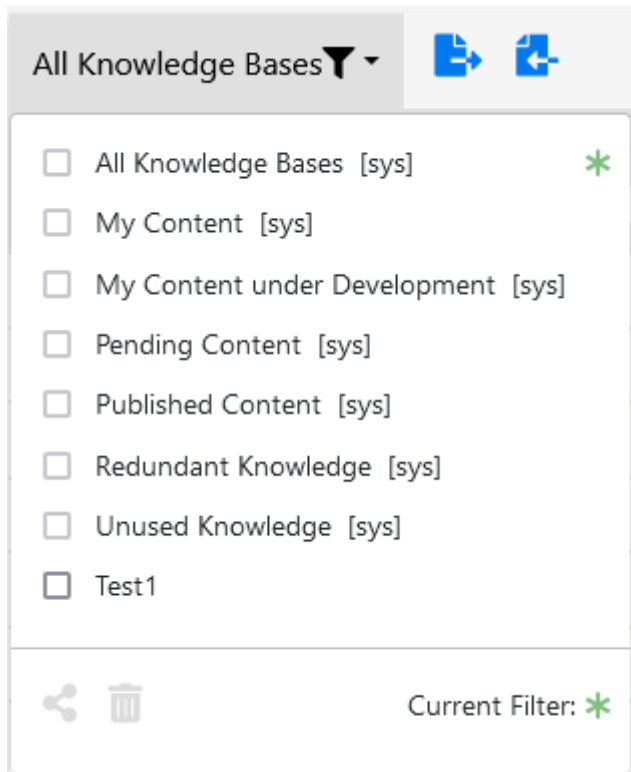 All Knowledge Bases
All Knowledge Bases [sys]
My Content [sys]
My Content under Development [sys]
Pending Content [sys]
Published Content [sys]
Redundant Knowledge [sys]
Unused Knowledge [sys]
Test1
Current Filter: